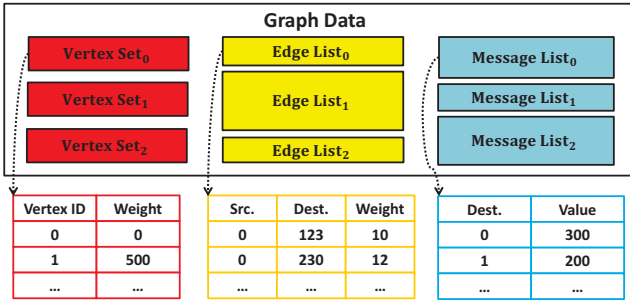 Graph Data
Vertex Set₀ Edge List₀ Message List₀
Vertex Set₁ Edge List₁ Message List₁
Vertex Set₂ Edge List₂ Message List₂
Vertex ID Weight Src. Dest. Weight Dest. Value
0 0 0 123 10 0 300
1 500 0 230 12 1 200
... ... ... ... ... ... ...